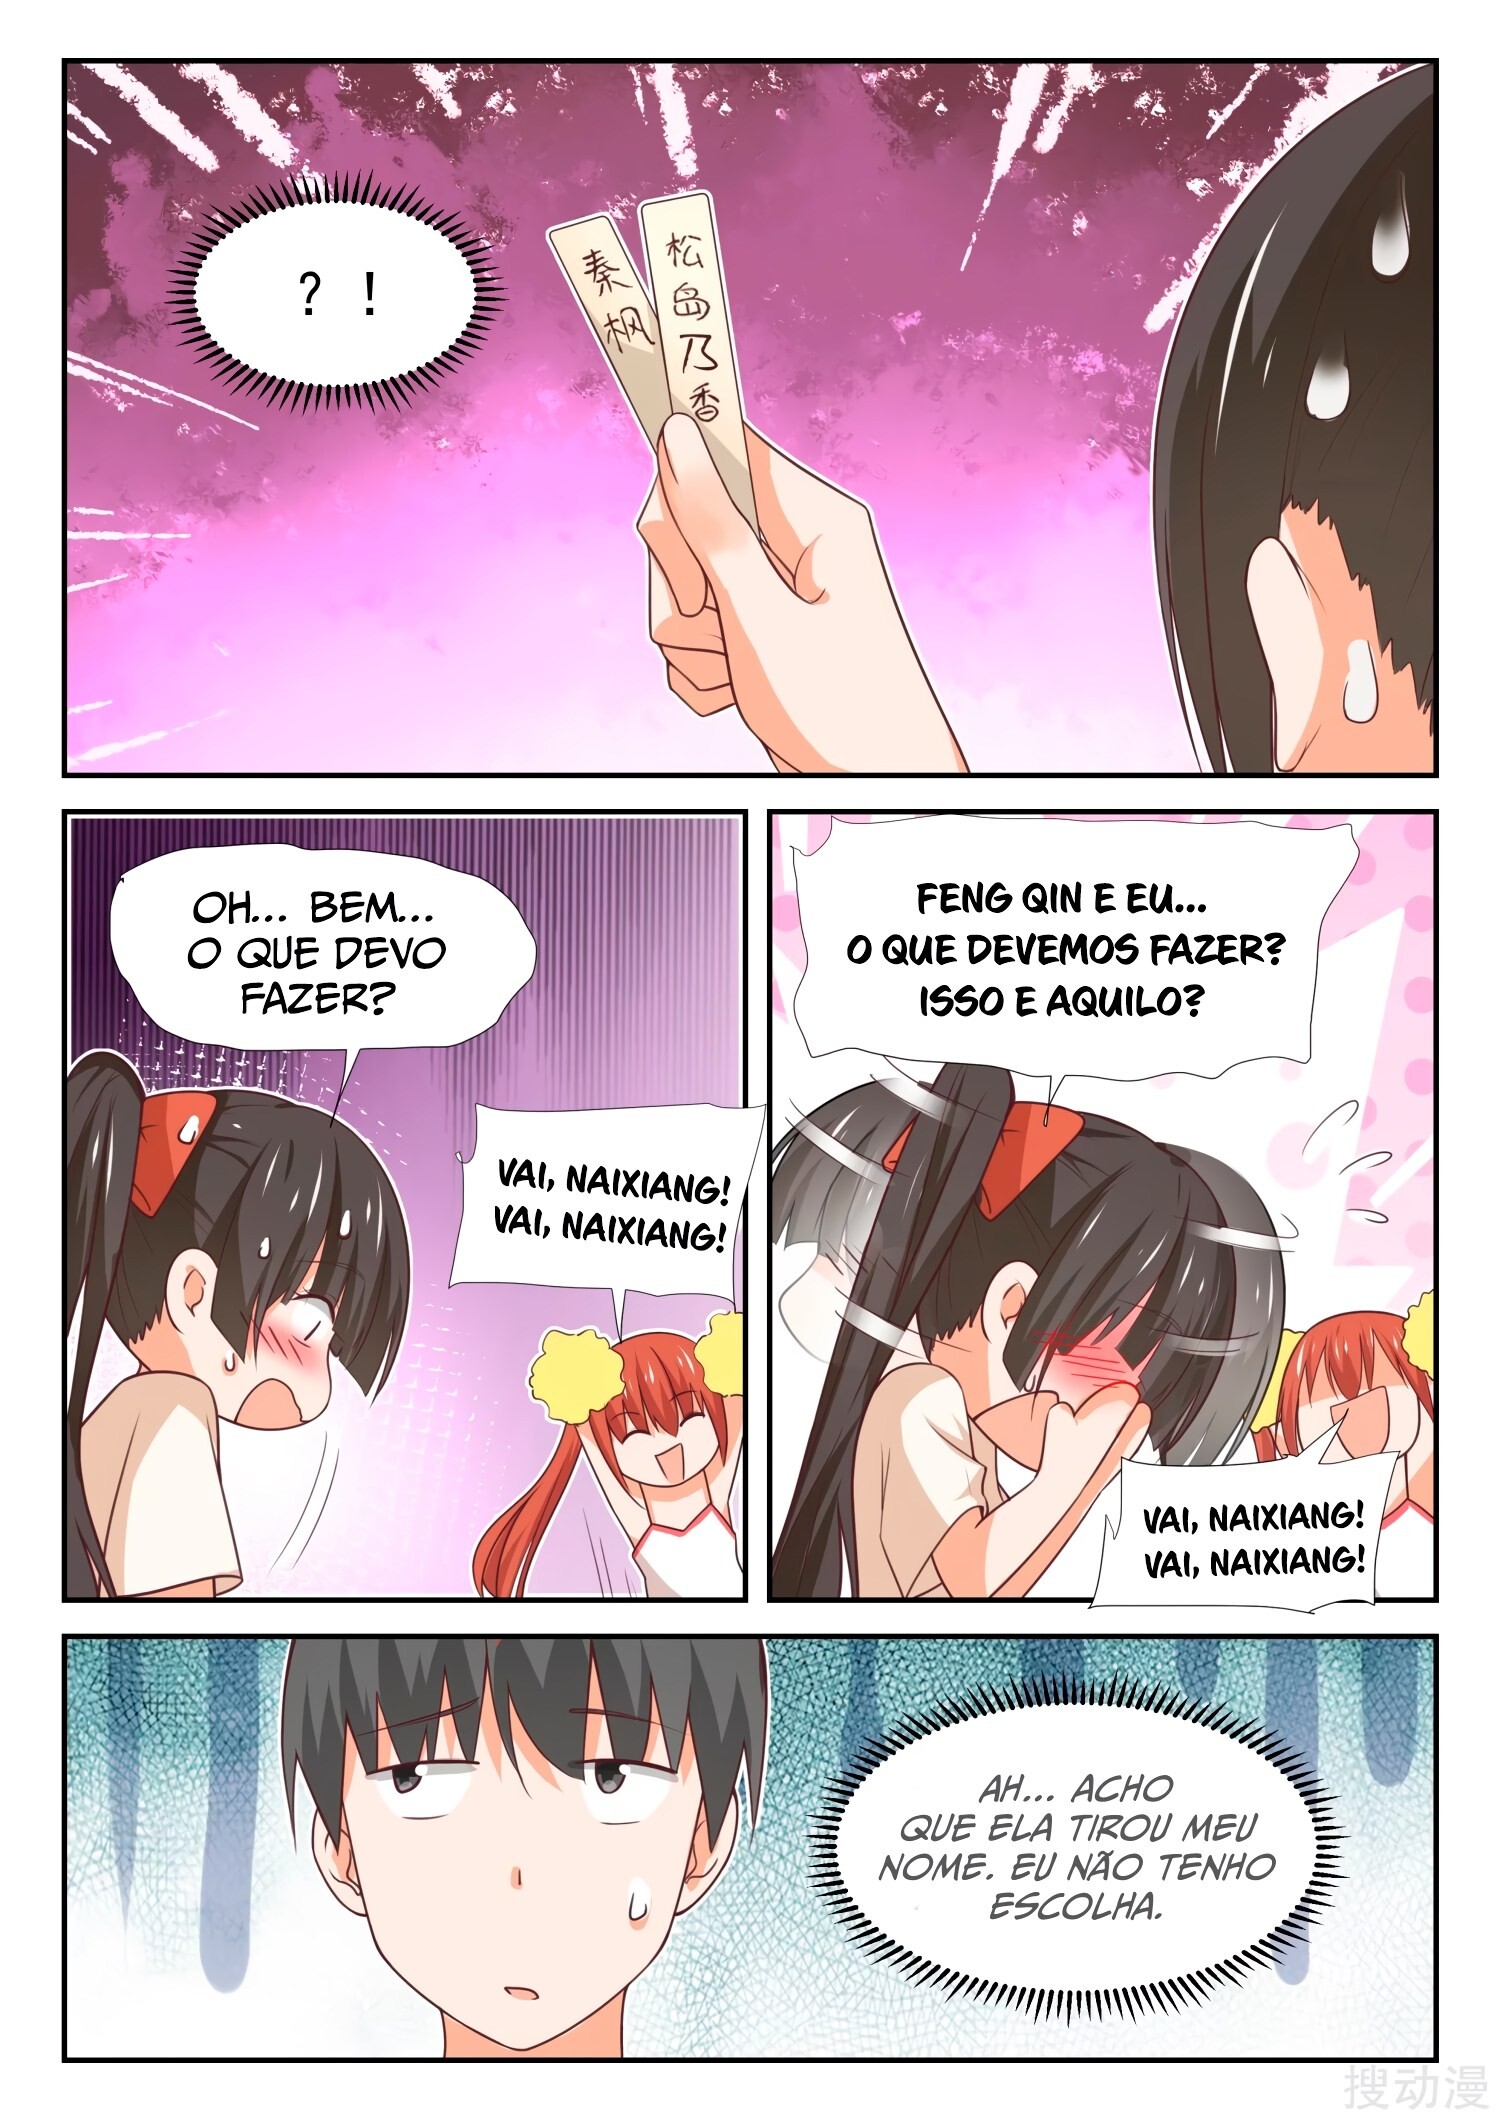 ? !
秦枫
松岛乃香
OH... BEM...
O QUE DEVO
FAZER?
VAI, NAIXIANG!
VAI, NAIXIANG!
FENG QIN E EU...
O QUE DEVEMOS FAZER?
ISSO E AQUILO?
VAI, NAIXIANG!
VAI, NAIXIANG!
AH... ACHO
QUE ELA TIROU MEU
NOME. EU NÃO TENHO
ESCOLHA.
搜动漫